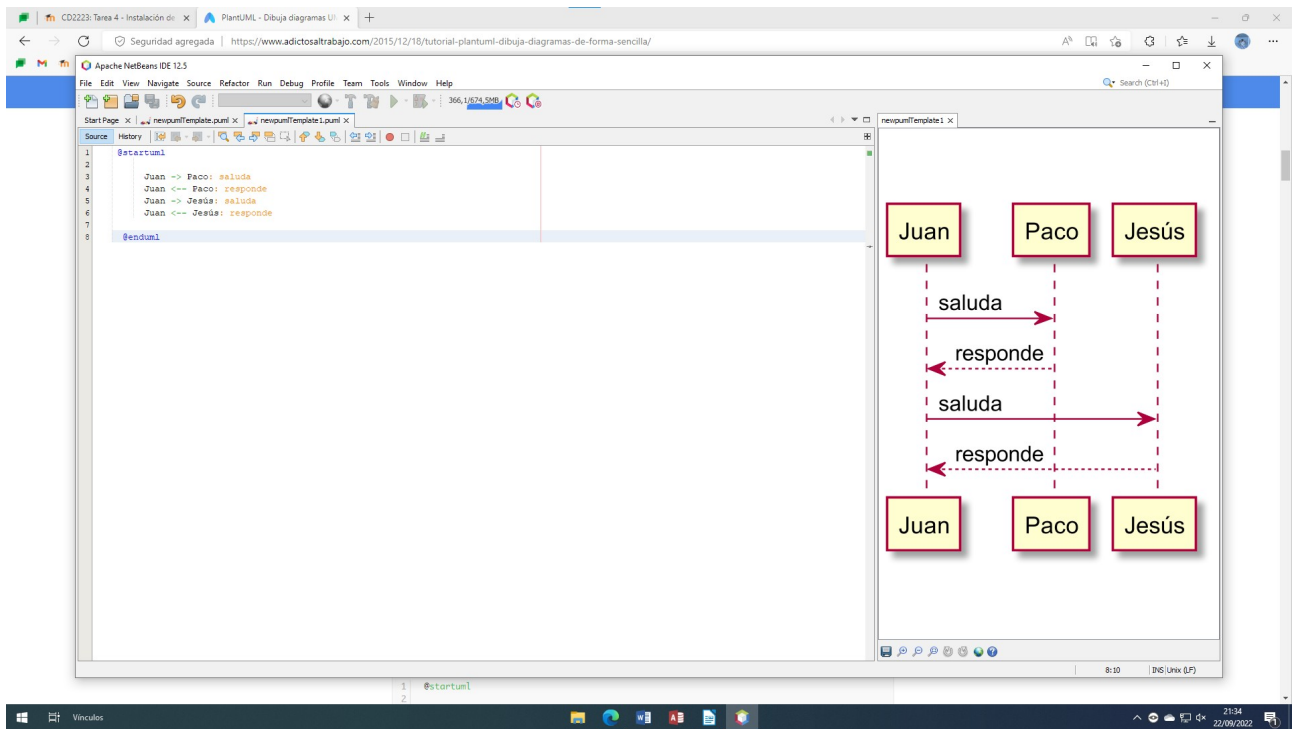 CD2223: Tarea 4 - Instalación de
PlantUML - Dibuja diagramas UM
Seguridad agregada | https://www.adictosaltrabajo.com/2015/12/18/tutorial-plantuml-dibuja-diagramas-de-forma-sencilla/
Apache NetBeans IDE 12.5
File Edit View Navigate Source Refactor Run Debug Profile Team Tools Window Help
Search (Ctrl+I)
366,1/674,5MB
Start Page
newpumlTemplate.puml
newpumlTemplate1.puml
newpumlTemplate1
Source History
1 @startuml
2
3 Juan -> Paco: saluda
4 Juan <-- Paco: responde
5 Juan -> Jesús: saluda
6 Juan <-- Jesús: responde
7
8 @enduml
Juan Paco Jesús
saluda
responde
saluda
responde
Juan Paco Jesús
8:10 INS Unix (LF)
1 @startuml
2
Vínculos
21:34
22/09/2022